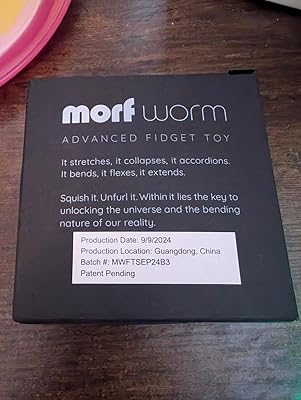 morf worm
ADVANCED FIDGET TOY
It stretches, it collapses, it accordions.
It bends, it flexes, it extends.
Squish it. Unfurl it. Within it lies the key to
unlocking the universe and the bending
nature of our reality.
Production Date: 9/9/2024
Production Location: Guangdong, China
Batch #: MWFTSEP24B3
Patent Pending